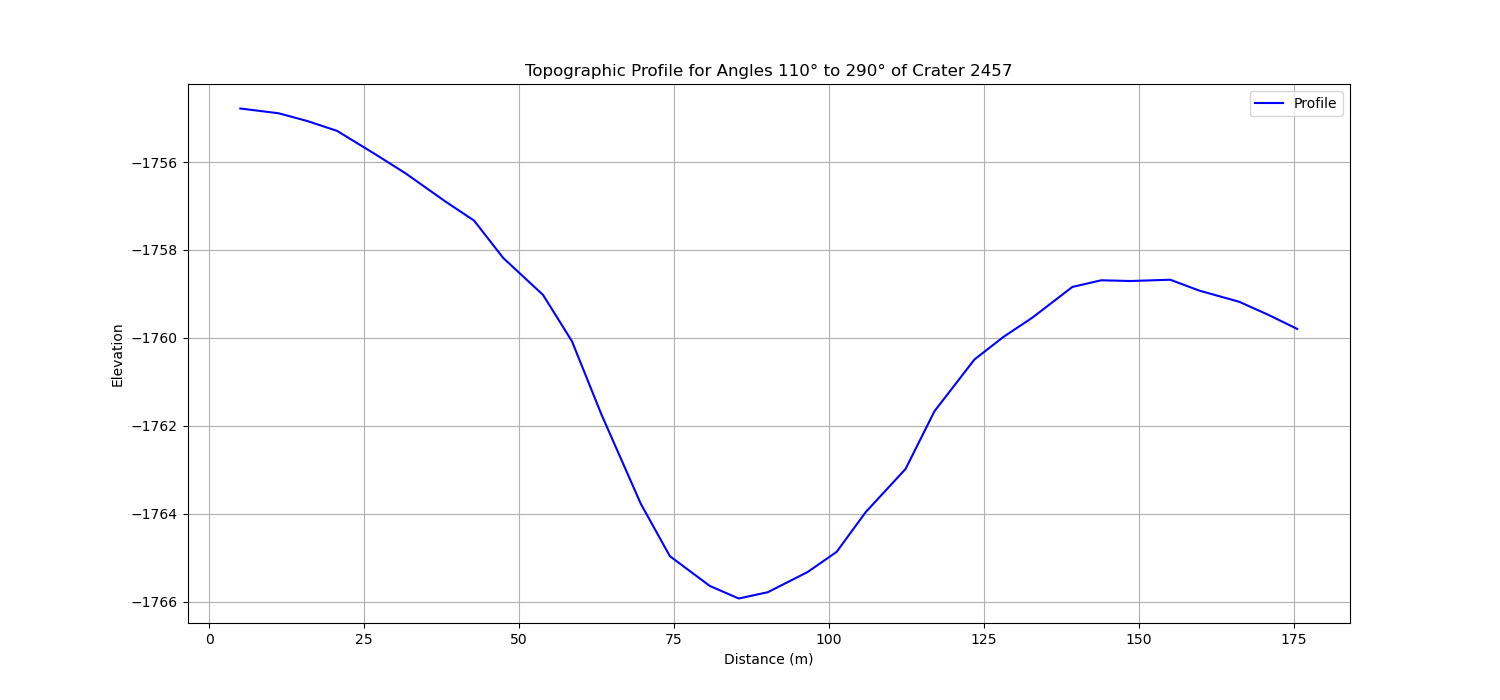 Topographic Profile for Angles 110° to 290° of Crater 2457
Profile
−1756
−1758
−1760
−1762
−1764
−1766
Elevation
0 25 50 75 100 125 150 175
Distance (m)